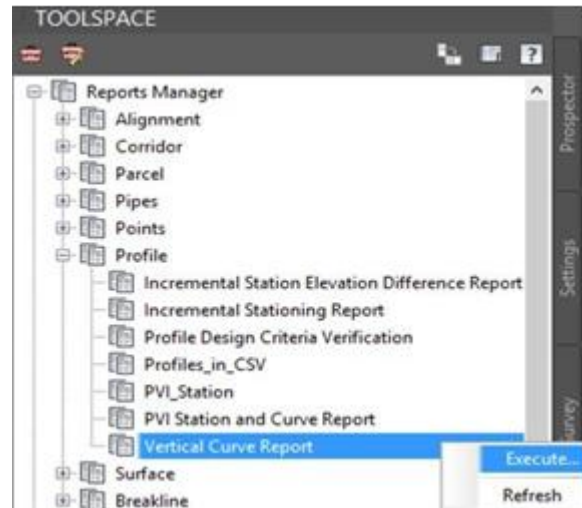 TOOLSPACE
?
Reports Manager
Alignment
Corridor
Parcel
Pipes
Points
Profile
Incremental Station Elevation Difference Report
Incremental Stationing Report
Profile Design Criteria Verification
Profiles_in_CSV
PVI_Station
PVI Station and Curve Report
Vertical Curve Report
Execute...
Surface
Refresh
Breakline
Prospector
Settings